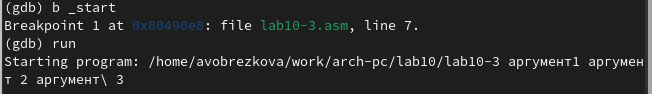 (gdb) b _start
Breakpoint 1 at 0x80490e8: file lab10-3.asm, line 7.
(gdb) run
Starting program: /home/avobrezkova/work/arch-pc/lab10/lab10-3 аргумент1 аргумен
т 2 аргумент\ 3